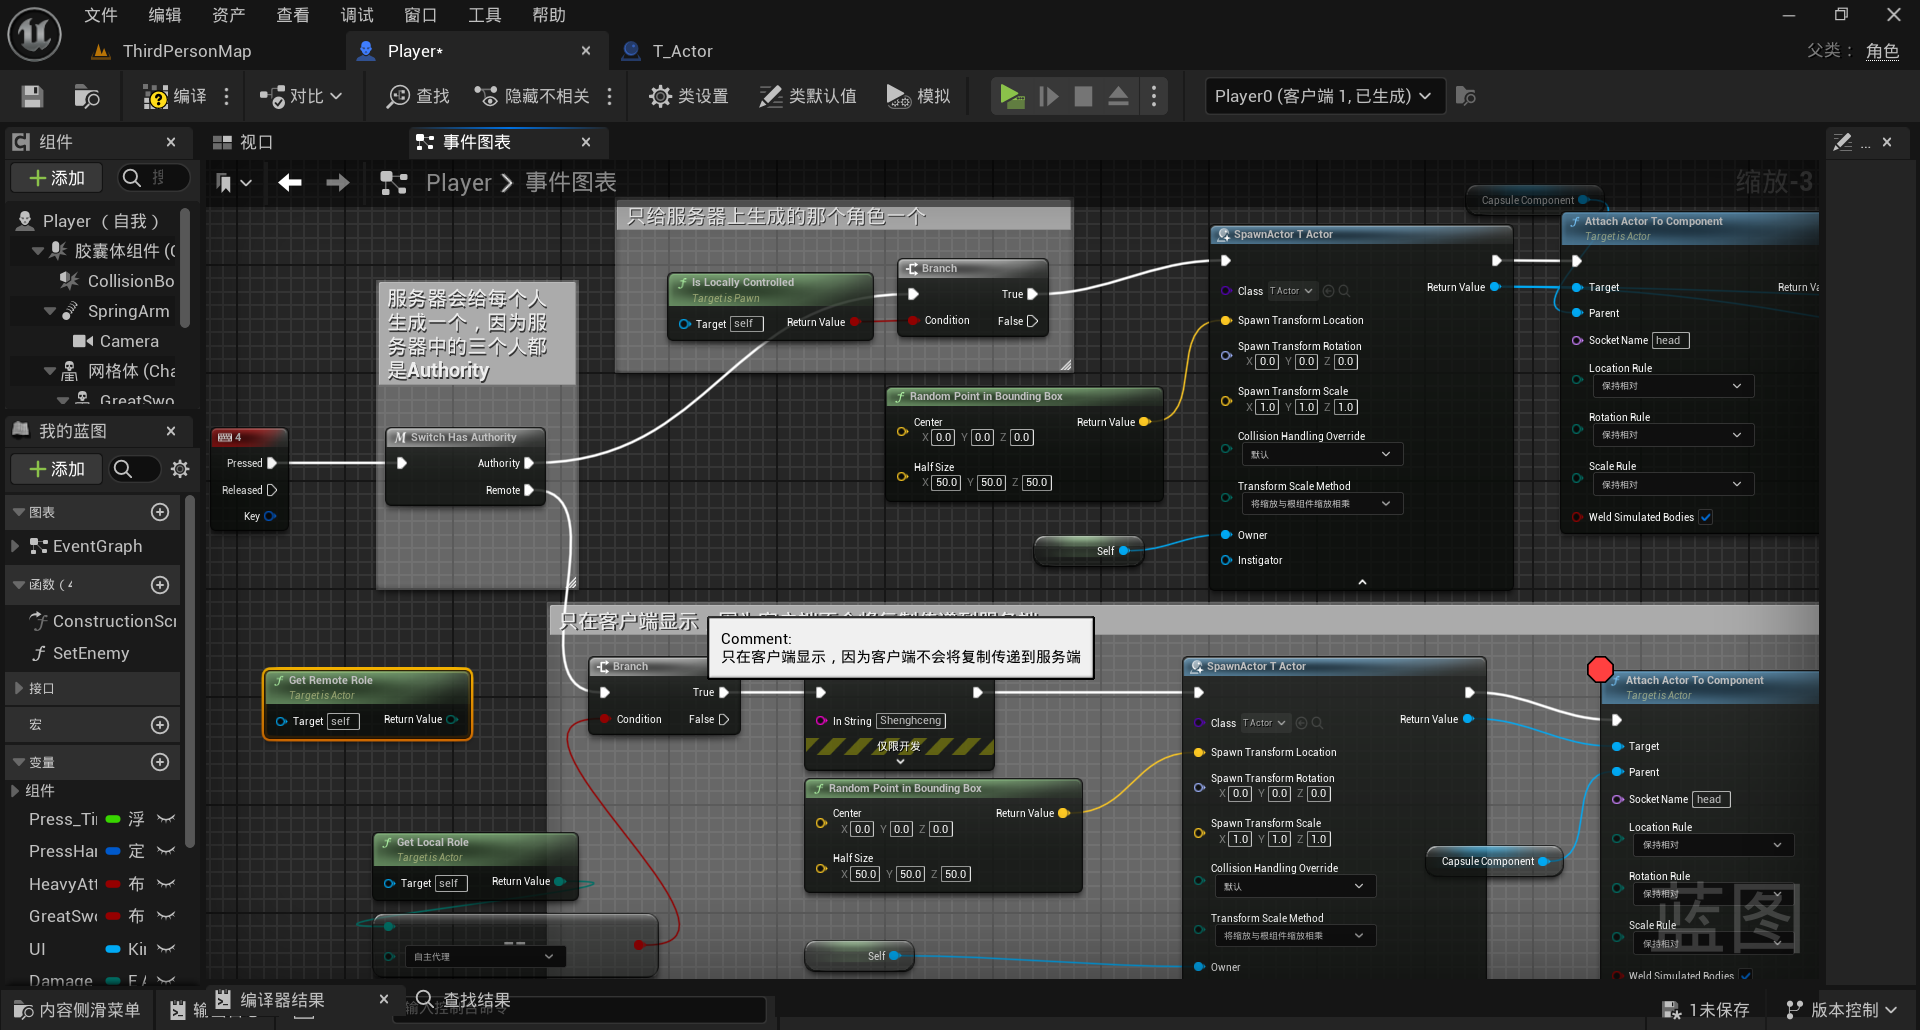 文件 编辑 资产 查看 调试 窗口 工具 帮助
ThirdPersonMap Player* T_Actor 父类： 角色
编译 对比 查找 隐藏不相关 类设置 类默认值 模拟 Player0 (客户端 1, 已生成)
组件 视口 事件图表 ...
添加 Player 事件图表 缩放-3
Player （ 自我 ）
胶囊体组件 (C
CollisionBo
SpringArm
Camera
网格体 (Cha
GreatSwo
我的蓝图
添加
图表
EventGraph
函数（4
ConstructionScr
SetEnemy
接口
宏
变量
组件
Press_Ti 浮
PressHar 定
HeavyAtt 布
GreatSwo 布
UI Kir
Damage E A
只给服务器上生成的那个角色一个
Is Locally Controlled
Target is Pawn
Target self Return Value
Branch
True
Condition False
服务器会给每个人
生成一个，因为服
务器中的三个人都
是Authority
4
Pressed
Released
Key
Switch Has Authority
Authority
Remote
Random Point in Bounding Box
Center Return Value
X 0.0 Y 0.0 Z 0.0
Half Size
X 50.0 Y 50.0 Z 50.0
Self
SpawnActor T Actor
Class T Actor Return Value
Spawn Transform Location
Spawn Transform Rotation
X 0.0 Y 0.0 Z 0.0
Spawn Transform Scale
X 1.0 Y 1.0 Z 1.0
Collision Handling Override
默认
Transform Scale Method
将缩放与根组件缩放相乘
Owner
Instigator
Capsule Component
Attach Actor To Component
Target is Actor
Target Return Va
Parent
Socket Name head
Location Rule
保持相对
Rotation Rule
保持相对
Scale Rule
保持相对
Weld Simulated Bodies
只在客户端显示
Comment:
只在客户端显示，因为客户端不会将复制传递到服务端
Get Remote Role
Target is Actor
Target self Return Value
Branch
True
Condition False
In String Shenghceng
仅限开发
Random Point in Bounding Box
Center Return Value
X 0.0 Y 0.0 Z 0.0
Half Size
X 50.0 Y 50.0 Z 50.0
Get Local Role
Target is Actor
Target self Return Value
==
自主代理
Self
SpawnActor T Actor
Class T Actor Return Value
Spawn Transform Location
Spawn Transform Rotation
X 0.0 Y 0.0 Z 0.0
Spawn Transform Scale
X 1.0 Y 1.0 Z 1.0
Collision Handling Override
默认
Transform Scale Method
将缩放与根组件缩放相乘
Owner
Capsule Component
Attach Actor To Component
Target is Actor
Target
Parent
Socket Name head
Location Rule
保持相对
Rotation Rule
保持相对
Scale Rule
保持相对
Weld Simulated Bodies
蓝图
编译器结果 查找结果
内容侧滑菜单 输 输入控制台命令 1未保存 版本控制